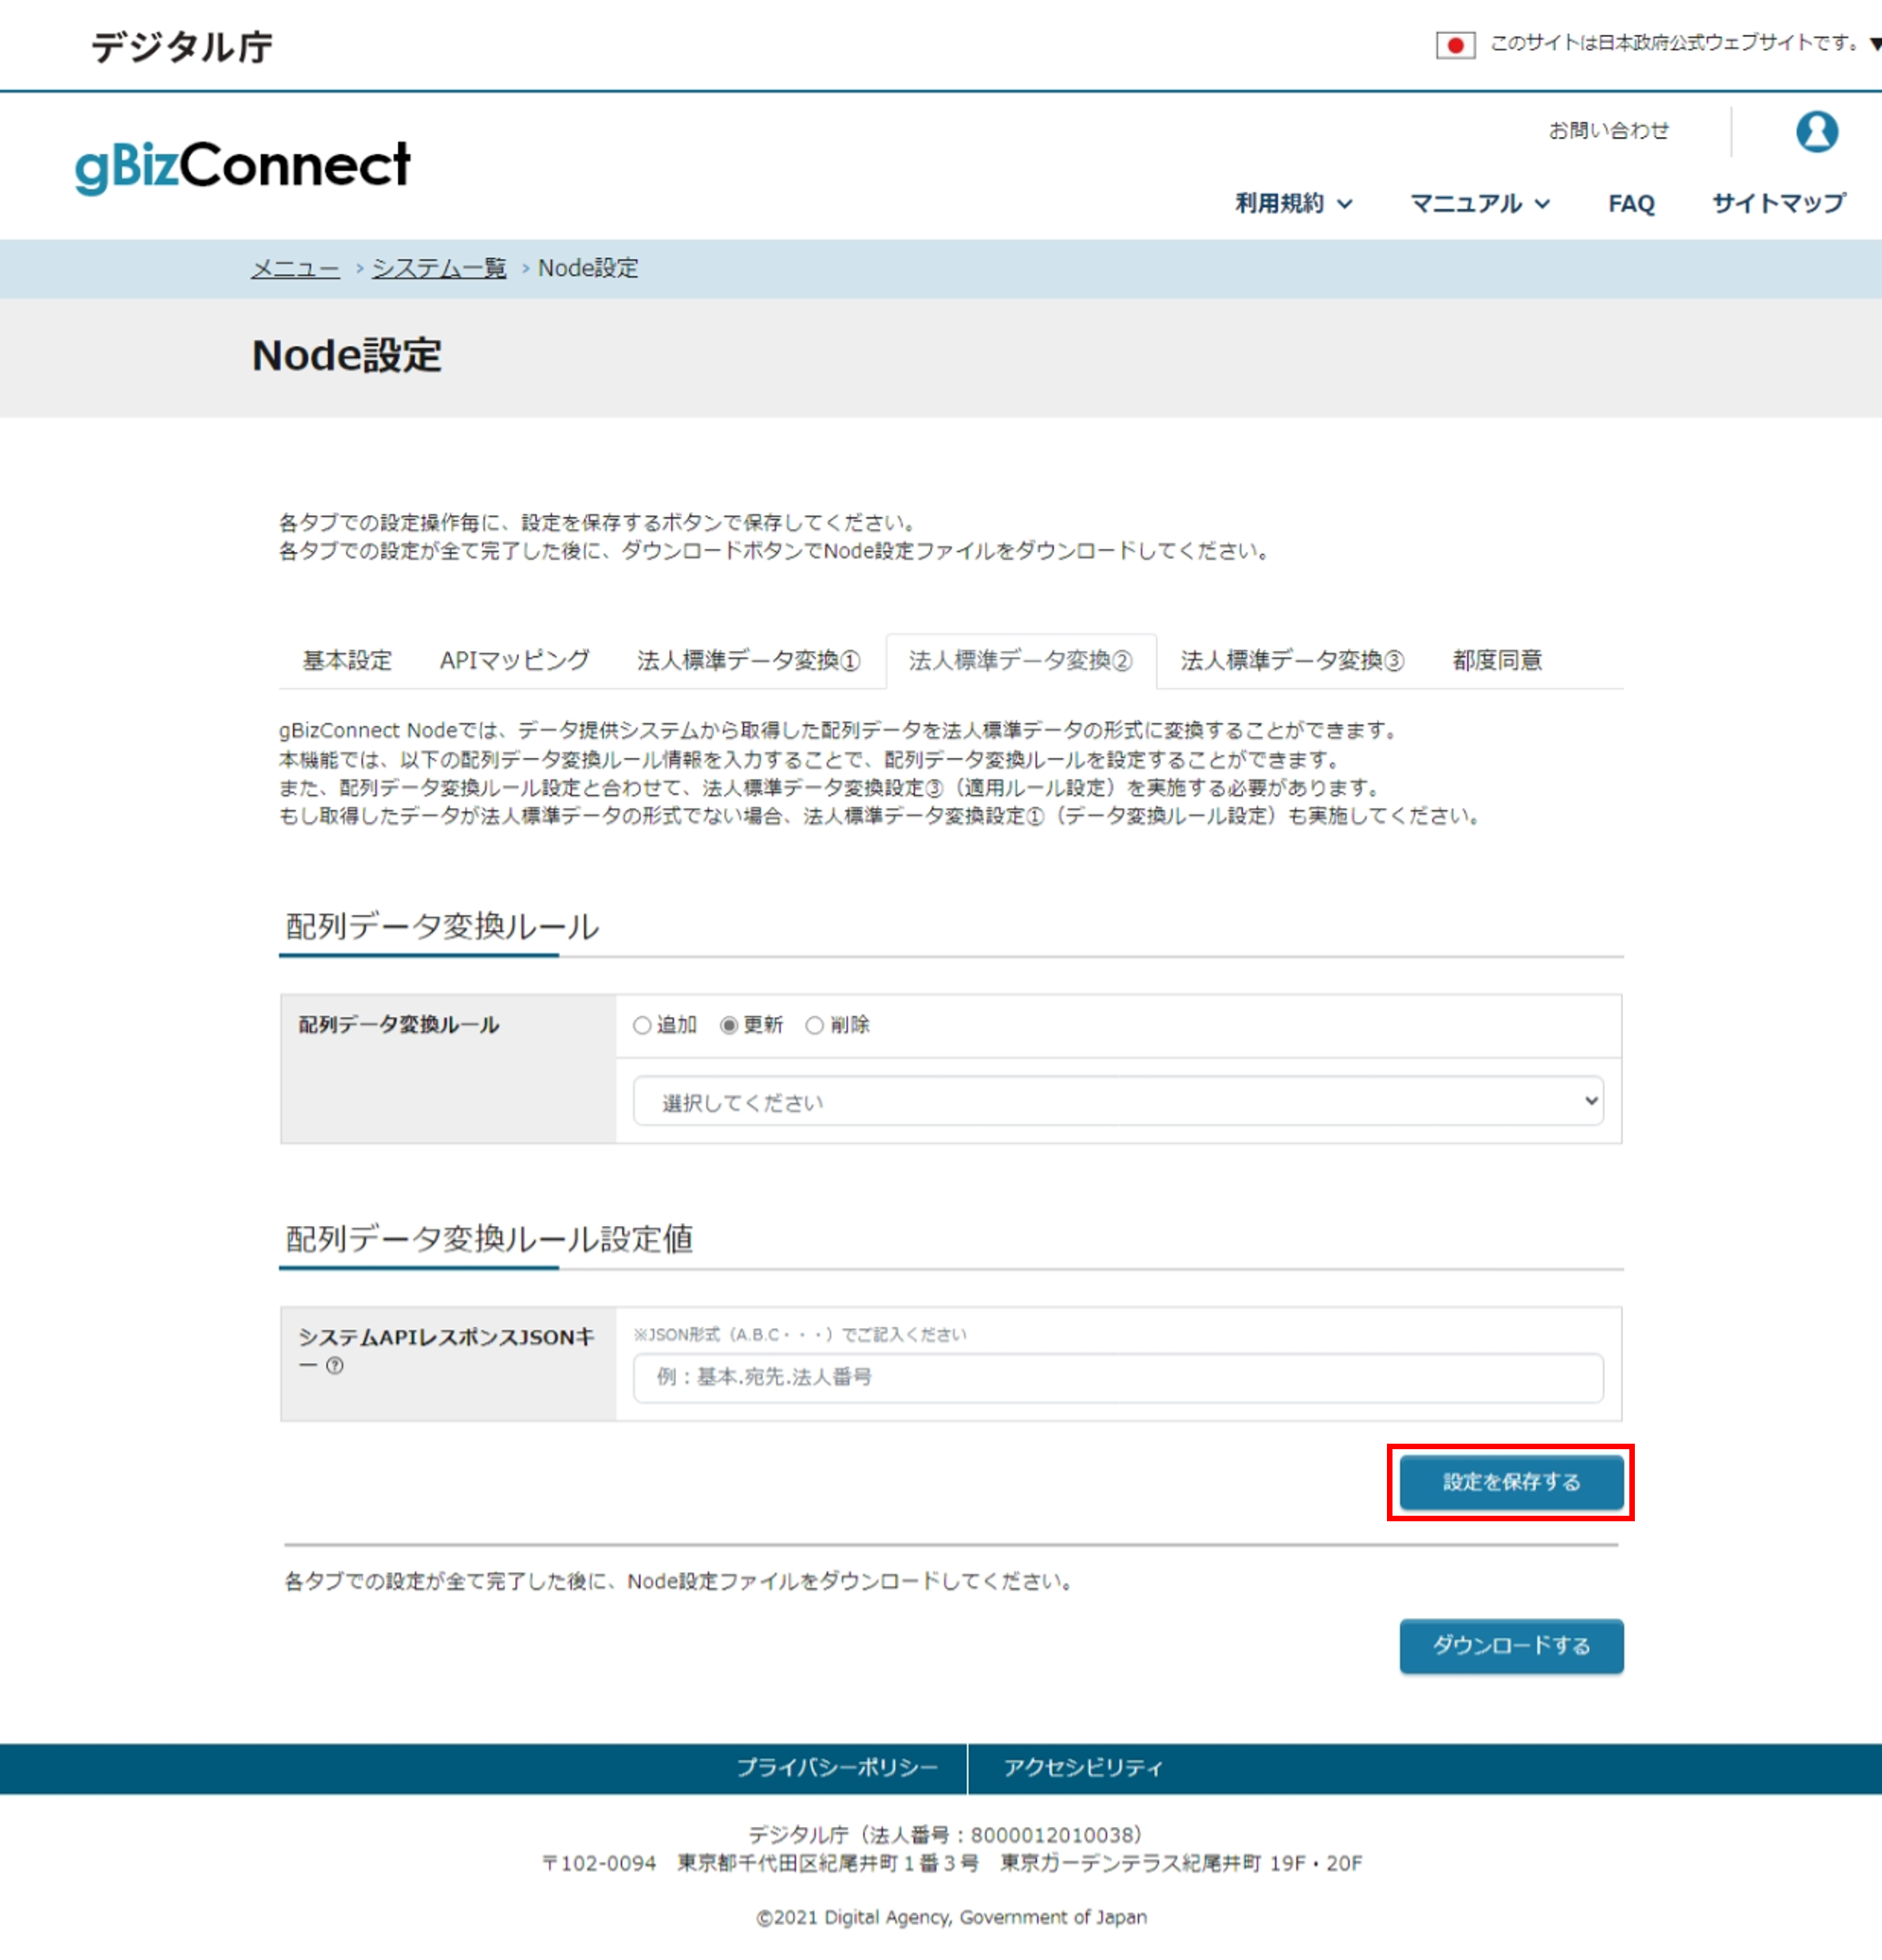 デジタル庁
このサイトは日本政府公式ウェブサイトです。▼
お問い合わせ
gBizConnect
利用規約
マニュアル
FAQ
サイトマップ
メニュー > システム一覧 > Node設定
Node設定
各タブでの設定操作毎に、設定を保存するボタンで保存してください。
各タブでの設定が全て完了した後に、ダウンロードボタンでNode設定ファイルをダウンロードしてください。
基本設定 APIマッピング 法人標準データ変換① 法人標準データ変換② 法人標準データ変換③ 都度同意
gBizConnect Nodeでは、データ提供システムから取得した配列データを法人標準データの形式に変換することができます。
本機能では、以下の配列データ変換ルール情報を入力することで、配列データ変換ルールを設定することができます。
また、配列データ変換ルール設定と合わせて、法人標準データ変換設定③（適用ルール設定）を実施する必要があります。
もし取得したデータが法人標準データの形式でない場合、法人標準データ変換設定①（データ変換ルール設定）も実施してください。
配列データ変換ルール
配列データ変換ルール
追加 更新 削除
選択してください
配列データ変換ルール設定値
システムAPIレスポンスJSONキ
ー ?
※JSON形式（A.B.C・・・）でご記入ください
例：基本.宛先.法人番号
設定を保存する
各タブでの設定が全て完了した後に、Node設定ファイルをダウンロードしてください。
ダウンロードする
プライバシーポリシー
アクセシビリティ
デジタル庁（法人番号：8000012010038）
〒102-0094 東京都千代田区紀尾井町１番３号 東京ガーデンテラス紀尾井町 19F・20F
©2021 Digital Agency, Government of Japan